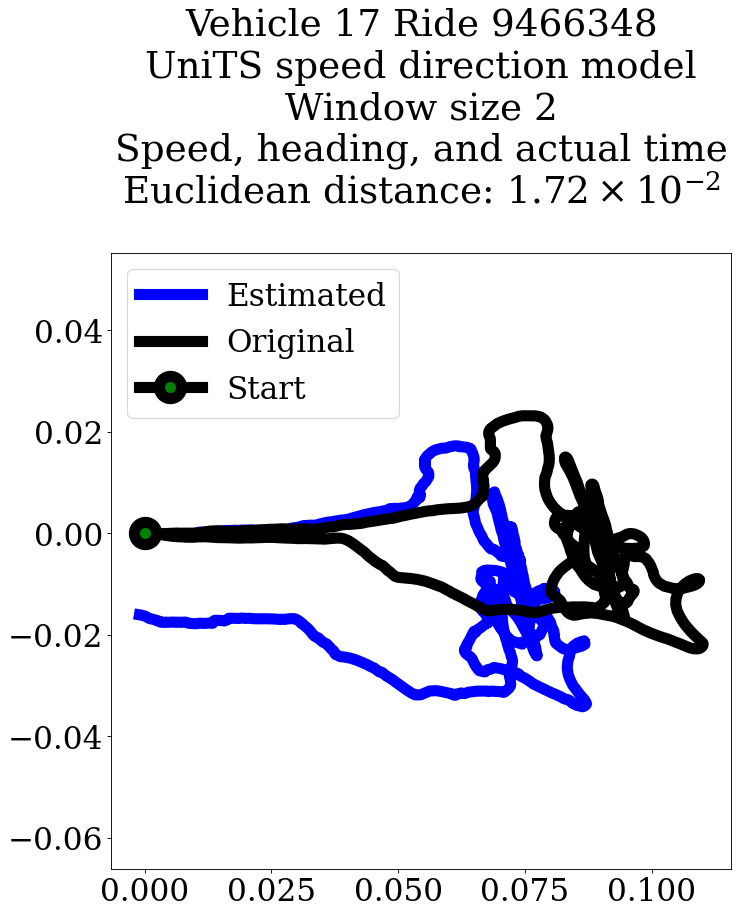 Vehicle 17 Ride 9466348
UniTS speed direction model
Window size 2
Speed, heading, and actual time
Euclidean distance: 1.72 × 10⁻²
Estimated
Original
Start
0.04
0.02
0.00
−0.02
−0.04
−0.06
0.000 0.025 0.050 0.075 0.100